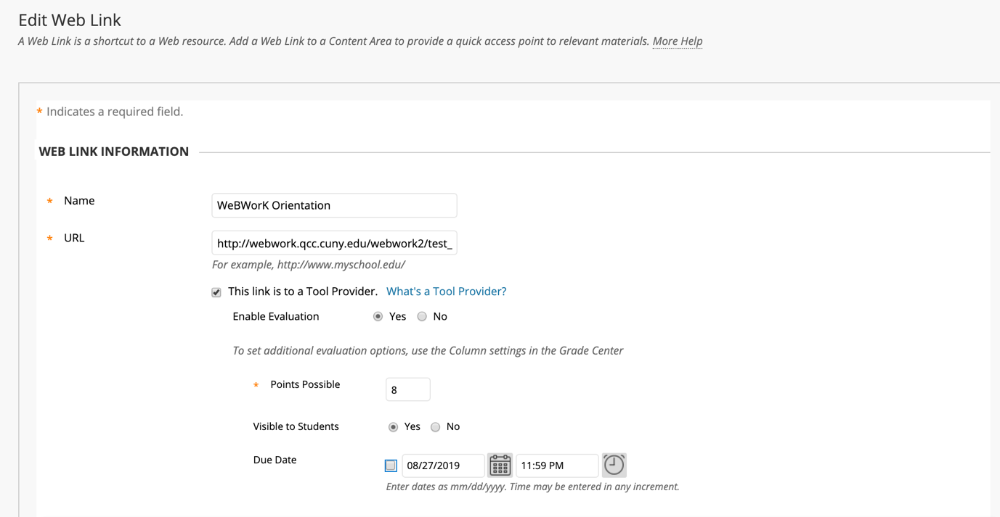 Edit Web Link
A Web Link is a shortcut to a Web resource. Add a Web Link to a Content Area to provide a quick access point to relevant materials. More Help
* Indicates a required field.
WEB LINK INFORMATION
* Name WeBWorK Orientation
* URL http://webwork.qcc.cuny.edu/webwork2/test_
For example, http://www.myschool.edu/
This link is to a Tool Provider. What's a Tool Provider?
Enable Evaluation Yes No
To set additional evaluation options, use the Column settings in the Grade Center
* Points Possible 8
Visible to Students Yes No
Due Date 08/27/2019 11:59 PM
Enter dates as mm/dd/yyyy. Time may be entered in any increment.